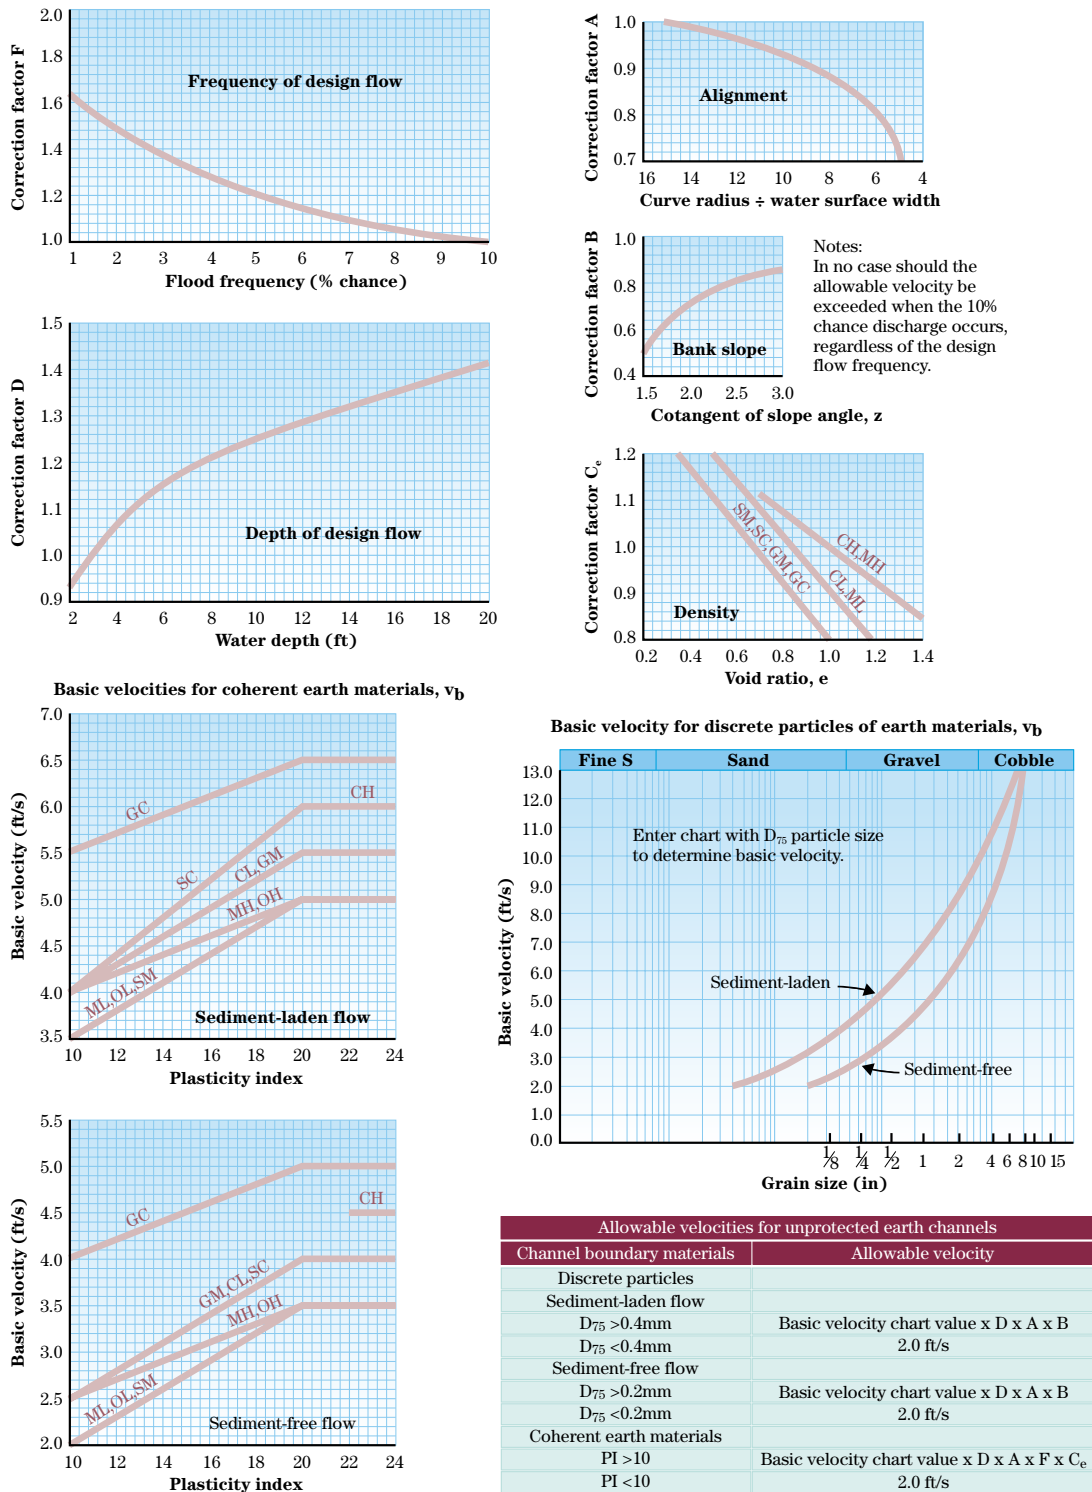 Correction factor F
2.0
1.8
1.6
1.4
1.2
1.0
Frequency of design flow
1 2 3 4 5 6 7 8 9 10
Flood frequency (% chance)
Correction factor A
1.0
0.9
0.8
0.7
Alignment
16 14 12 10 8 6 4
Curve radius ÷ water surface width
Correction factor B
1.0
0.8
0.6
0.4
Bank slope
1.5 2.0 2.5 3.0
Cotangent of slope angle, z
Notes:
In no case should the
allowable velocity be
exceeded when the 10%
chance discharge occurs,
regardless of the design
flow frequency.
Correction factor D
1.5
1.4
1.3
1.2
1.1
1.0
0.9
Depth of design flow
2 4 6 8 10 12 14 16 18 20
Water depth (ft)
Correction factor Ce
1.2
1.1
1.0
0.9
0.8
SM,SC,GM,GC
CL,ML
CH,MH
Density
0.2 0.4 0.6 0.8 1.0 1.2 1.4
Void ratio, e
Basic velocities for coherent earth materials, vb
Basic velocity (ft/s)
7.0
6.5
6.0
5.5
5.0
4.5
4.0
3.5
GC
CH
SC
CL,GM
MH,OH
ML,OL,SM
Sediment-laden flow
10 12 14 16 18 20 22 24
Plasticity index
Basic velocity (ft/s)
5.5
5.0
4.5
4.0
3.5
3.0
2.5
2.0
GC
CH
GM,CL,SC
MH,OH
ML,OL,SM
Sediment-free flow
10 12 14 16 18 20 22 24
Plasticity index
Basic velocity for discrete particles of earth materials, vb
Fine S Sand Gravel Cobble
Basic velocity (ft/s)
13.0
12.0
11.0
10.0
9.0
8.0
7.0
6.0
5.0
4.0
3.0
2.0
1.0
0.0
Enter chart with D75 particle size
to determine basic velocity.
Sediment-laden
Sediment-free
1/8 1/4 1/2 1 2 4 6 8 10 15
Grain size (in)
Allowable velocities for unprotected earth channels
Channel boundary materials Allowable velocity
Discrete particles
Sediment-laden flow
D75 >0.4mm Basic velocity chart value x D x A x B
D75 <0.4mm 2.0 ft/s
Sediment-free flow
D75 >0.2mm Basic velocity chart value x D x A x B
D75 <0.2mm 2.0 ft/s
Coherent earth materials
PI >10 Basic velocity chart value x D x A x F x Ce
PI <10 2.0 ft/s